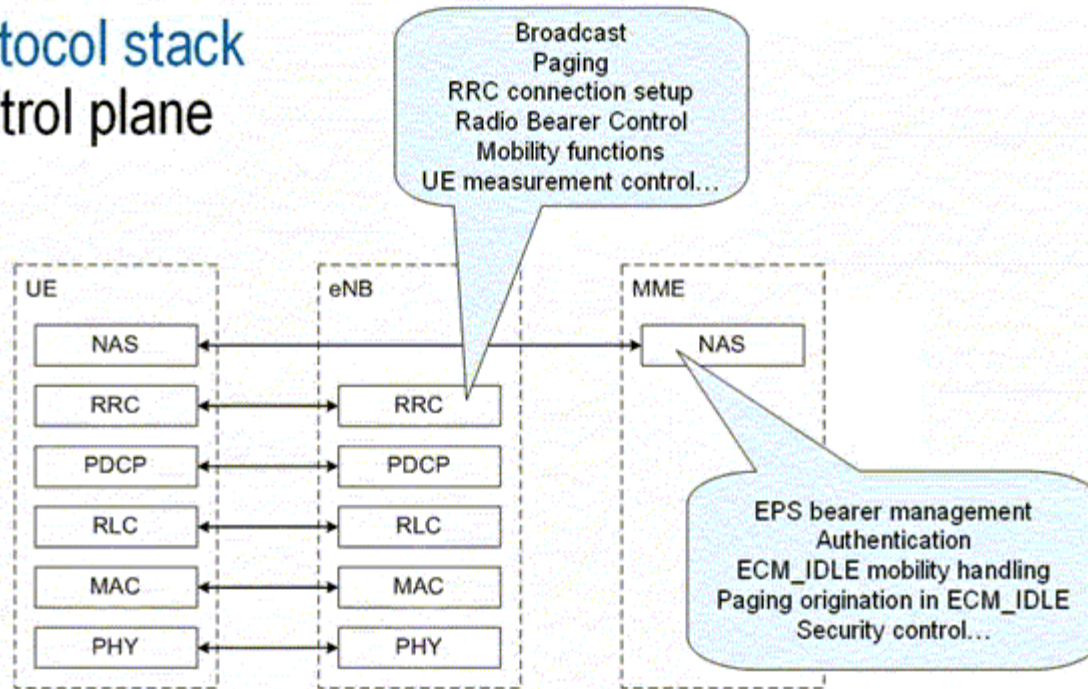 tocol stack
trol plane
Broadcast
Paging
RRC connection setup
Radio Bearer Control
Mobility functions
UE measurement control...
UE
eNB
MME
NAS
NAS
RRC
RRC
PDCP
PDCP
RLC
RLC
MAC
MAC
PHY
PHY
EPS bearer management
Authentication
ECM_IDLE mobility handling
Paging origination in ECM_IDLE
Security control...